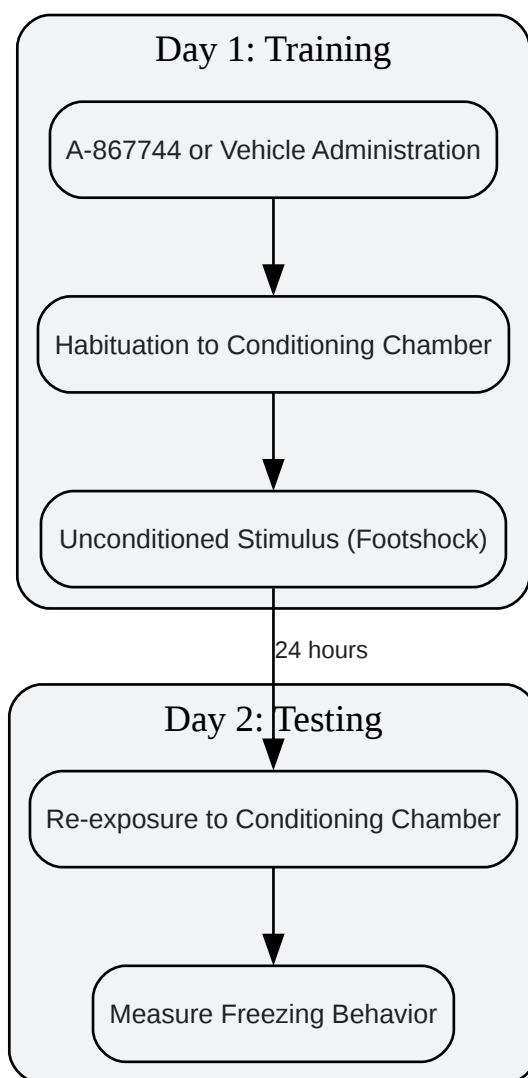 Day 1: Training
A-867744 or Vehicle Administration
Habituation to Conditioning Chamber
Unconditioned Stimulus (Footshock)
24 hours
Day 2: Testing
Re-exposure to Conditioning Chamber
Measure Freezing Behavior